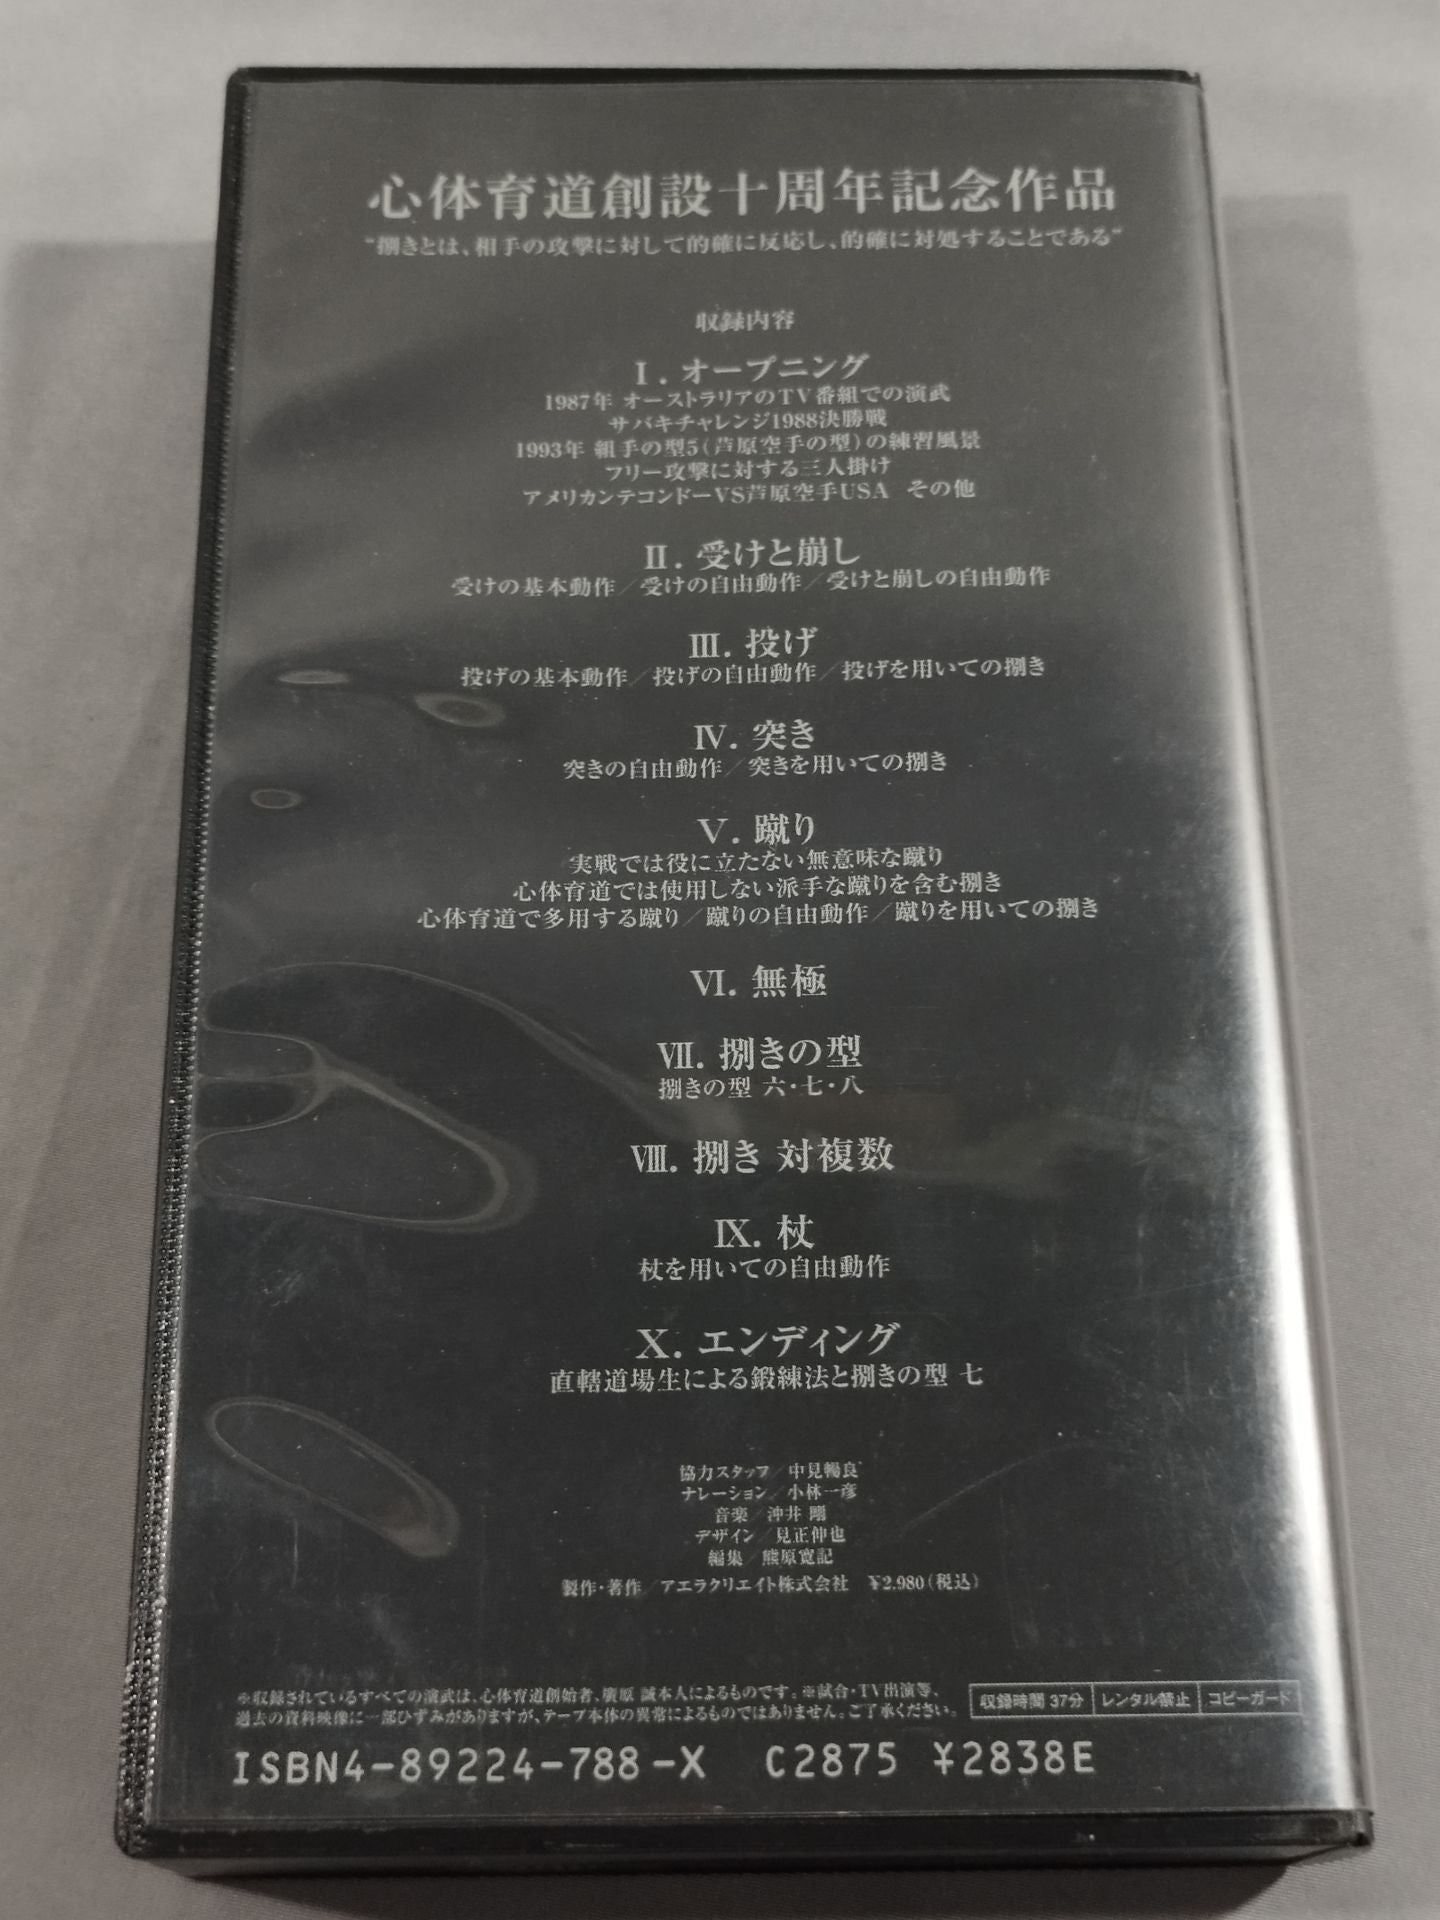 心体育道創設十周年記念作品
“捌きとは、相手の攻撃に対して的確に反応し、的確に対処することである“
収録内容
I. オープニング
1987年 オーストラリアのTV番組での演武
サバキチャレンジ1988決勝戦
1993年 組手の型5(芦原空手の型)の練習風景
フリー攻撃に対する三人掛け
アメリカンテコンドーVS芦原空手USA その他
II. 受けと崩し
受けの基本動作／受けの自由動作／受けと崩しの自由動作
III. 投げ
投げの基本動作／投げの自由動作／投げを用いての捌き
IV. 突き
突きの自由動作／突きを用いての捌き
V. 蹴り
実戦では役に立たない無意味な蹴り
心体育道では使用しない派手な蹴りを含む捌き
心体育道で多用する蹴り／蹴りの自由動作／蹴りを用いての捌き
VI. 無極
VII. 捌きの型
捌きの型 六・七・八
VIII. 捌き 対複数
IX. 杖
杖を用いての自由動作
X. エンディング
直轄道場生による鍛練法と捌きの型 七
協力スタッフ／中見暢良
ナレーション／小林一彦
音楽／沖井 剛
デザイン／見正伸也
編集／熊原寛記
製作・著作／アエラクリエイト株式会社 ¥2.980(税込)
※収録されているすべての演武は、心体育道創始者、廣原 誠本人によるものです。※試合・TV出演等、
過去の資料映像に一部ひずみがありますが、テープ本体の異常によるものではありません。ご了承ください。
収録時間 37分 レンタル禁止 コピーガード
ISBN4-89224-788-X C2875 ¥2838E